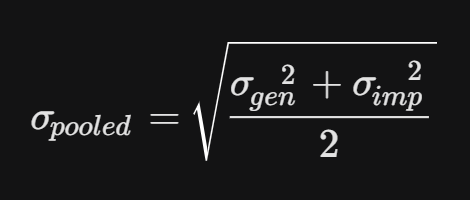 σ_pooled = √((σ_gen² + σ_imp²) / 2)